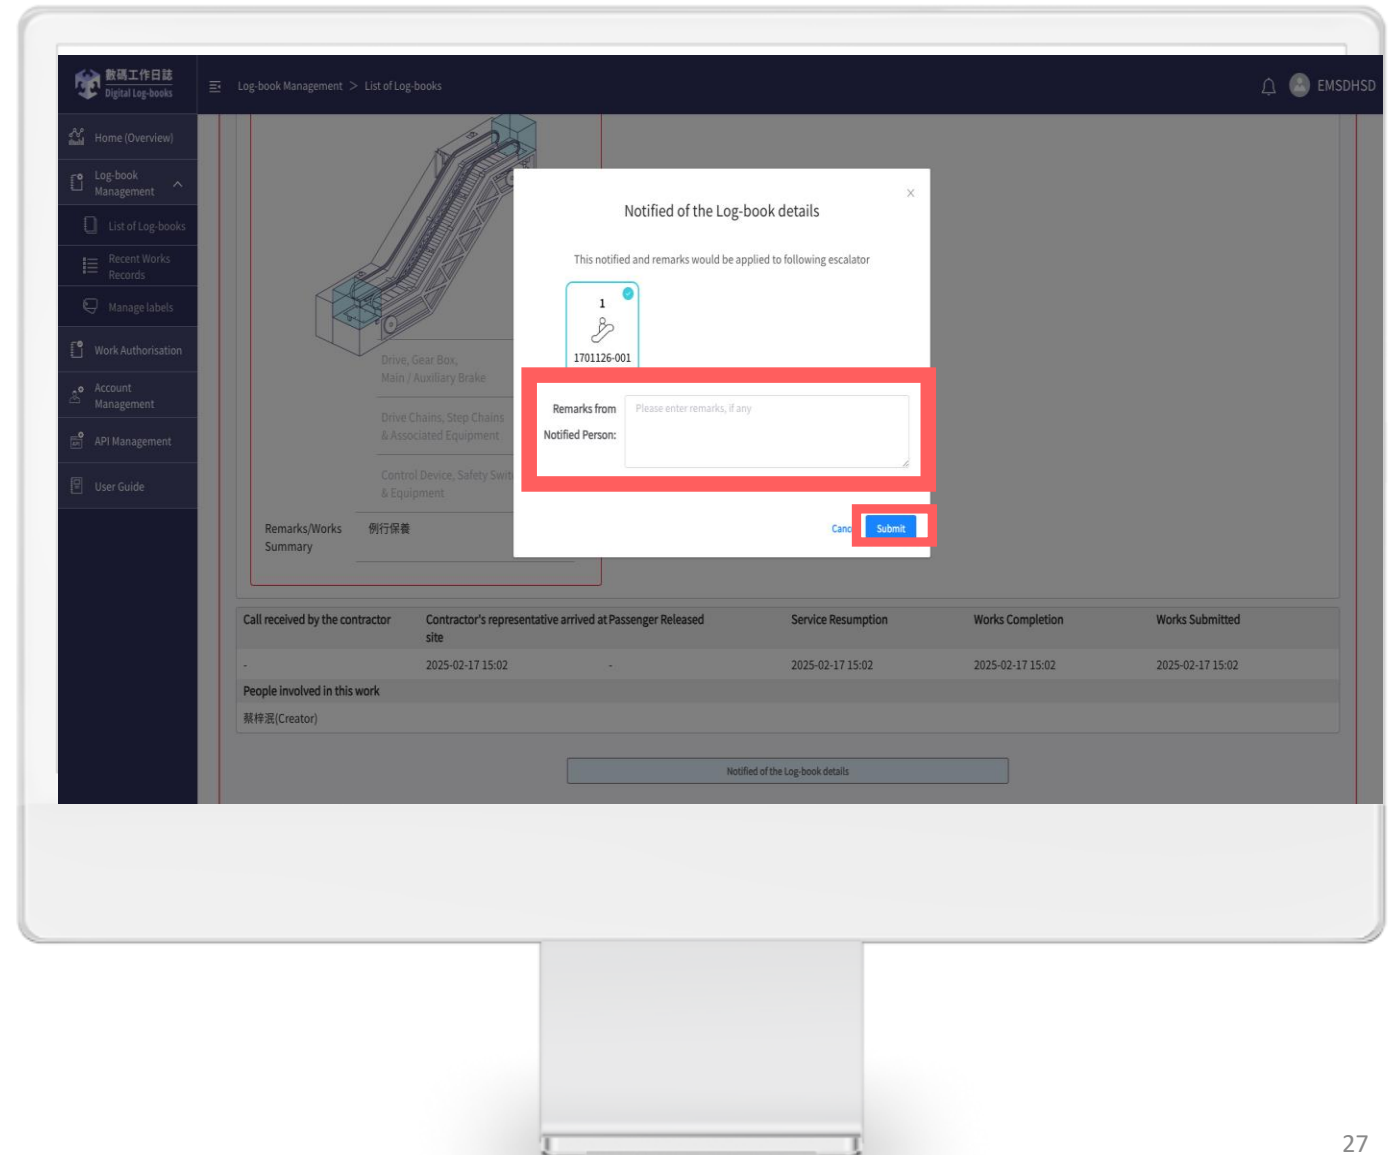 數碼工作日誌
Digital Log-books
Log-book Management > List of Log-books
EMSDHSD
Home (Overview)
Log-book
Management
List of Log-books
Recent Works
Records
Manage labels
Work Authorisation
Account
Management
API Management
User Guide
Drive, Gear Box,
Main / Auxiliary Brake
Drive Chains, Step Chains
& Associated Equipment
Control Device, Safety Swit
& Equipment
Remarks/Works
Summary
例行保養
Notified of the Log-book details
This notified and remarks would be applied to following escalator
1
1701126-001
Remarks from
Notified Person:
Please enter remarks, if any
Canc
Submit
Call received by the contractor
Contractor's representative arrived at
site
Passenger Released
Service Resumption
Works Completion
Works Submitted
-
2025-02-17 15:02
-
2025-02-17 15:02
2025-02-17 15:02
2025-02-17 15:02
People involved in this work
(Creator)
Notified of the Log-book details
27